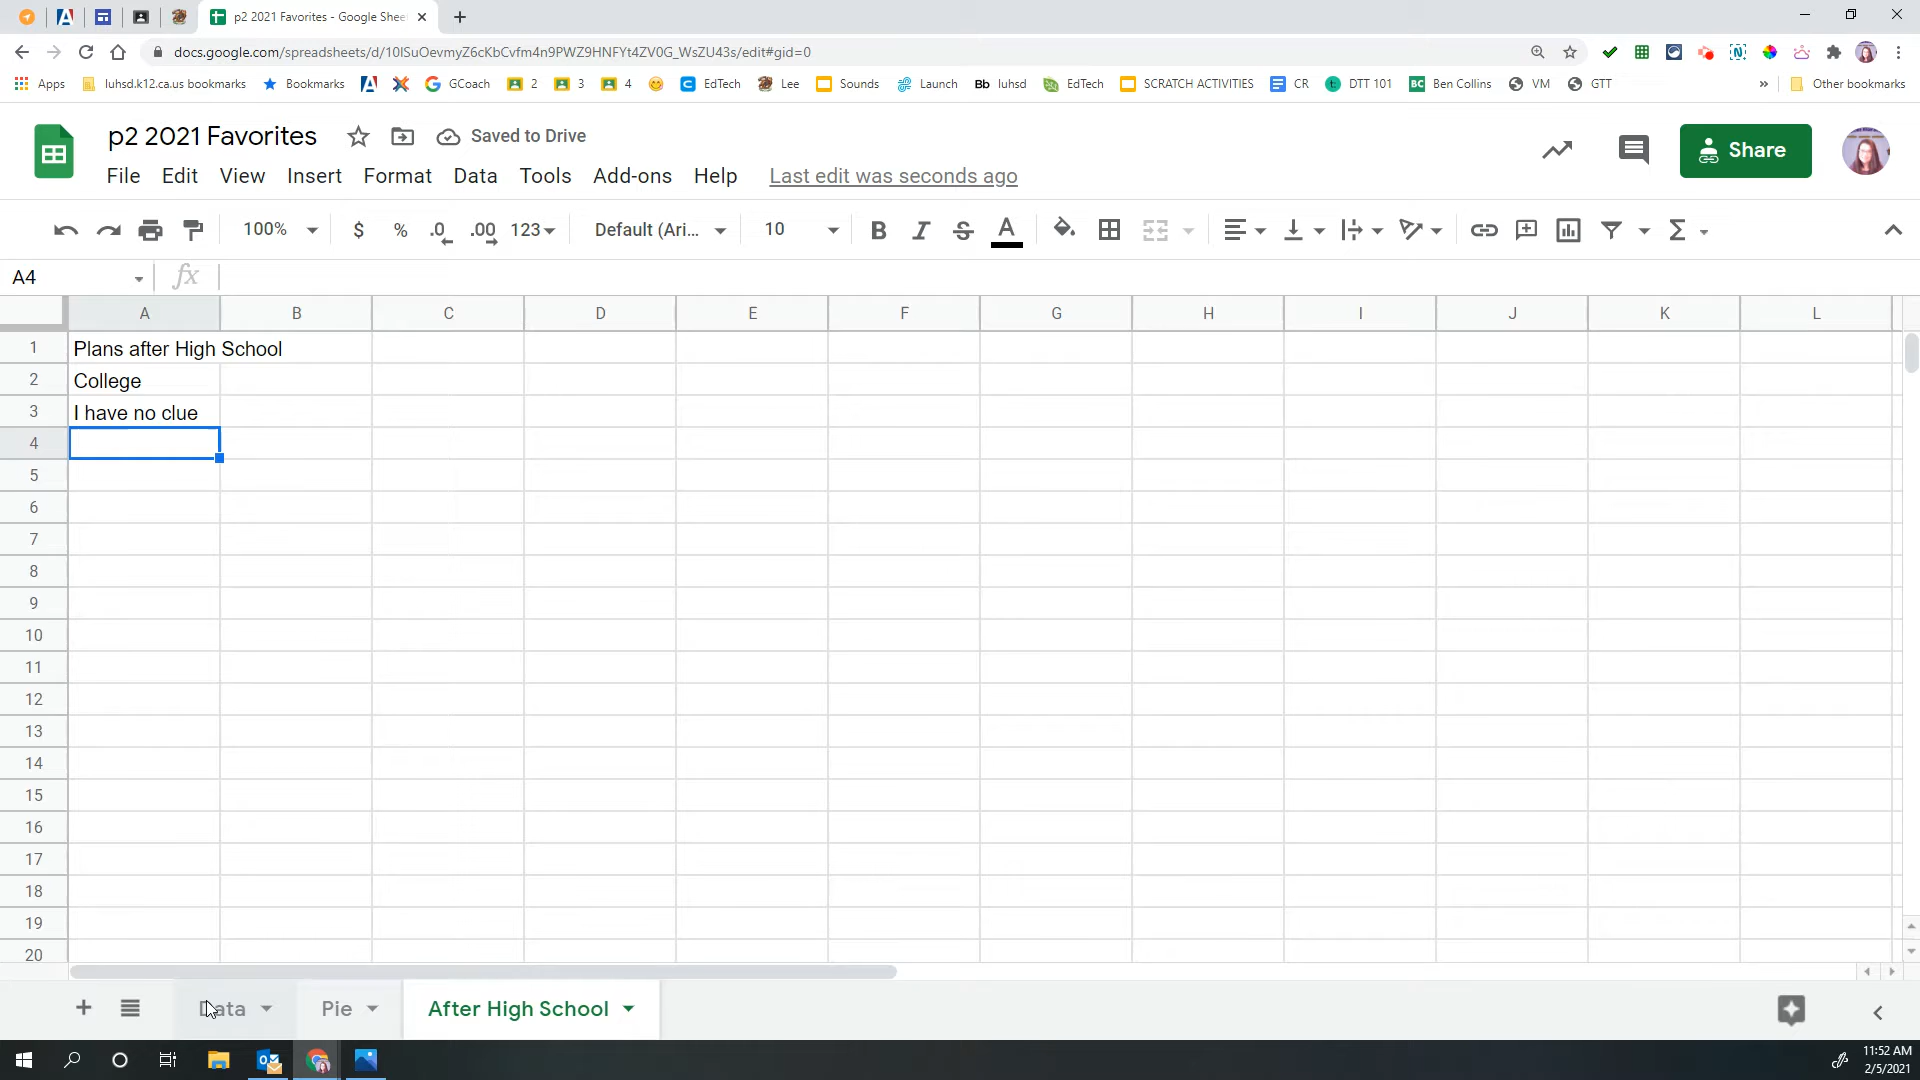 p2 2021 Favorites - Google Shee
docs.google.com/spreadsheets/d/10ISuOevmyZ6cKbCvfm4n9PWZ9HNFYt4ZV0G_WsZU43s/edit#gid=0
Apps luhsd.k12.ca.us bookmarks Bookmarks GCoach 2 3 4 EdTech Lee Sounds Launch Bb luhsd EdTech SCRATCH ACTIVITIES CR DTT 101 BC Ben Collins VM GTT » Other bookmarks
p2 2021 Favorites Saved to Drive
Share
File Edit View Insert Format Data Tools Add-ons Help Last edit was seconds ago
100% $ % .0 .00 123 Default (Ari... 10 B I S A Σ
A4 fx
A B C D E F G H I J K L
1 Plans after High School
2 College
3 I have no clue
4
5
6
7
8
9
10
11
12
13
14
15
16
17
18
19
20
+ Data Pie After High School
11:52 AM
2/5/2021